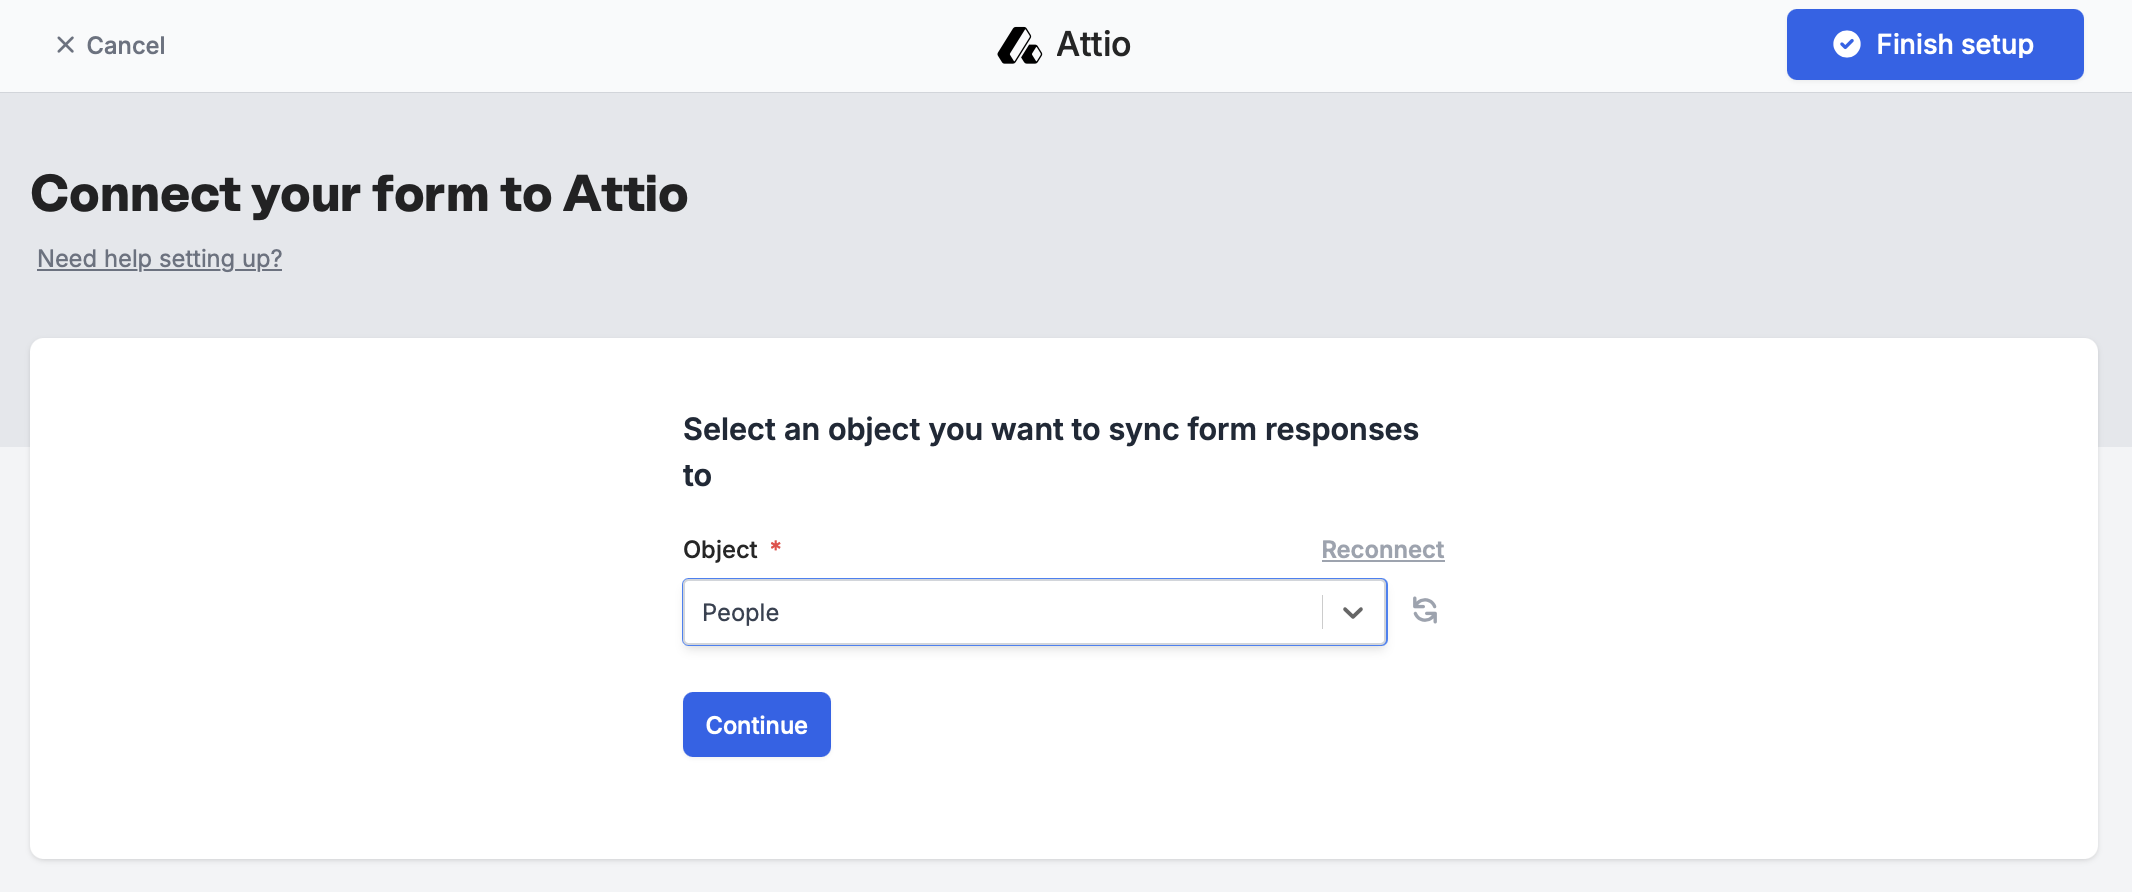 Cancel
Attio
Finish setup
Connect your form to Attio
Need help setting up?
Select an object you want to sync form responses
to
Object *
Reconnect
People
Continue